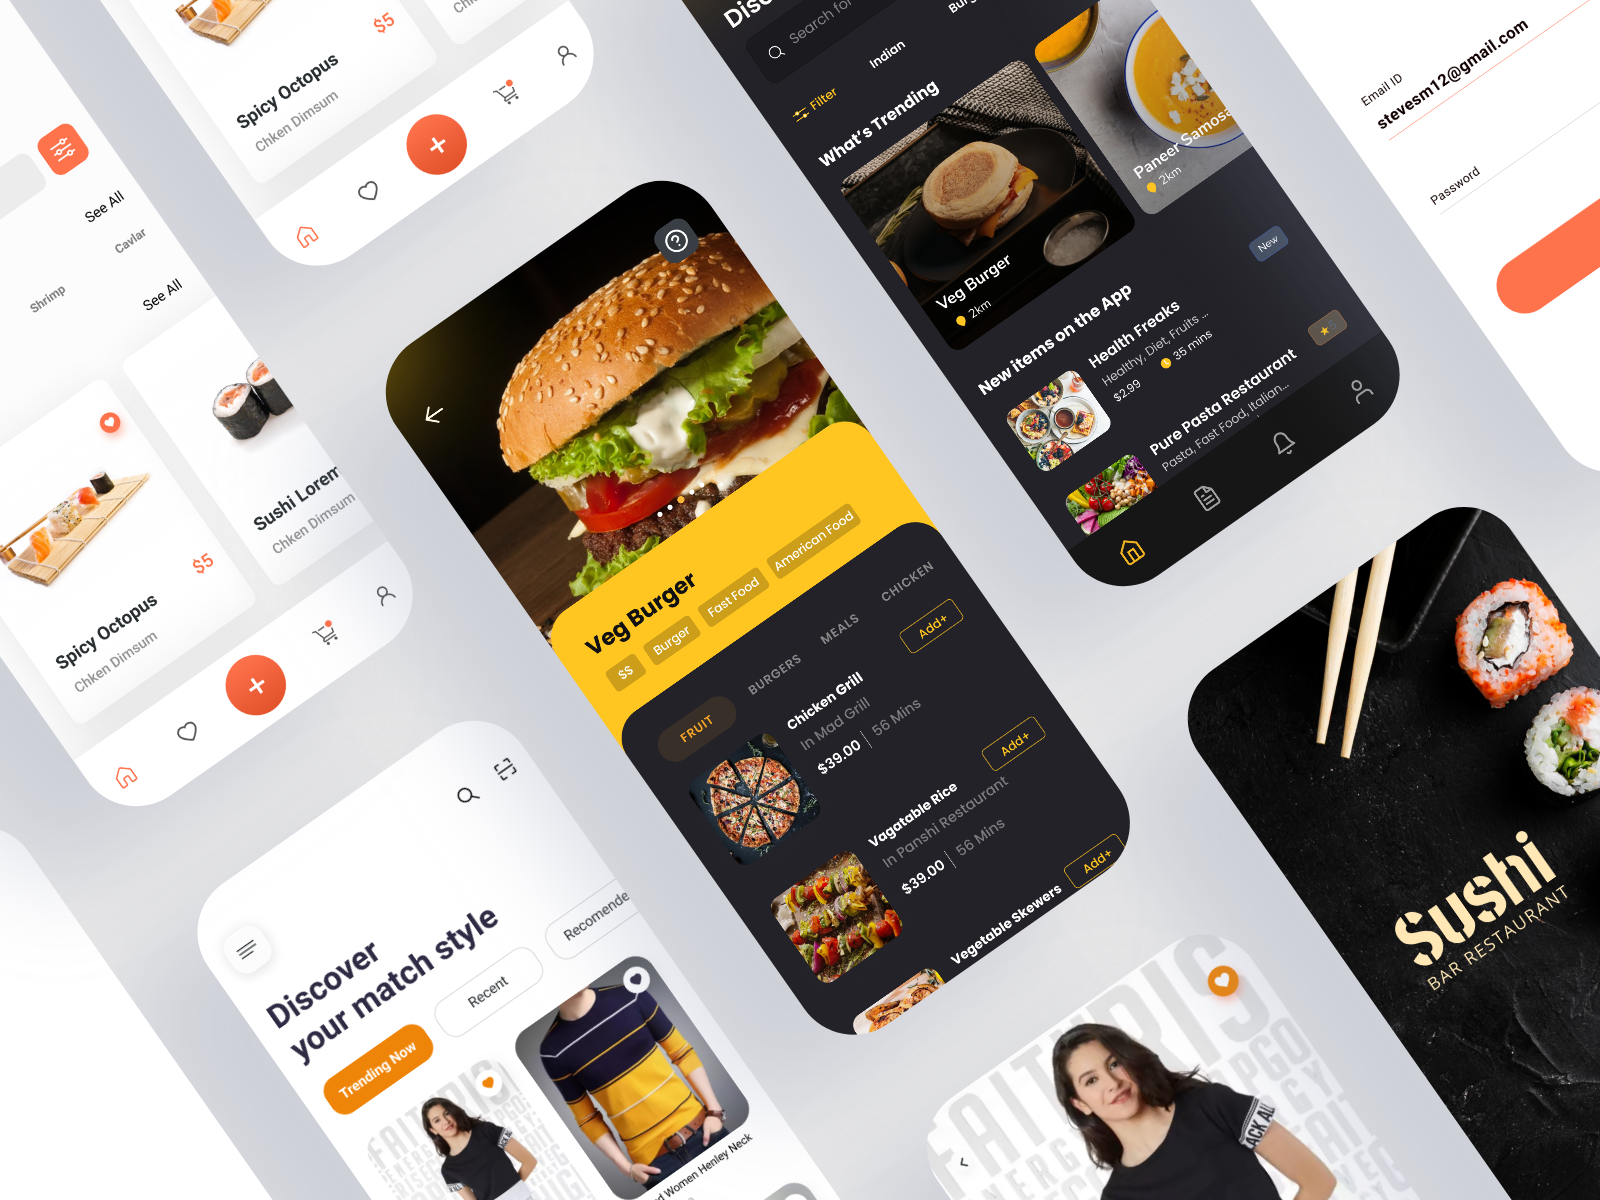 Spicy Octopus
Chken Dimsum
$5
See All
Cavlar
Shrimp
See All
$5
Spicy Octopus
Chken Dimsum
Sushi Lorem
Chken Dimsum
Discover
your match style
Trending Now
Recent
Recomende
d Women Henley Neck
Veg Burger
$$
Burger
Fast Food
American Food
FRUIT
BURGERS
MEALS
CHICKEN
Chicken Grill
In Mad Grill
$39.00 | 56 Mins
Add+
Vagatable Rice
In Panshi Restaurant
$39.00 | 56 Mins
Add+
Vegetable Skewers
Add+
Search for
Indian
Filter
What's Trending
Veg Burger
2km
Paneer Samosa
2km
New items on the App
New
Health Freaks
Healthy, Diet, Fruits ...
$2.99
35 mins
Pure Pasta Restaurant
Pasta, Fast Food, Italian...
Email ID
stevesm12@gmail.com
Password
Sushi
BAR RESTAURANT